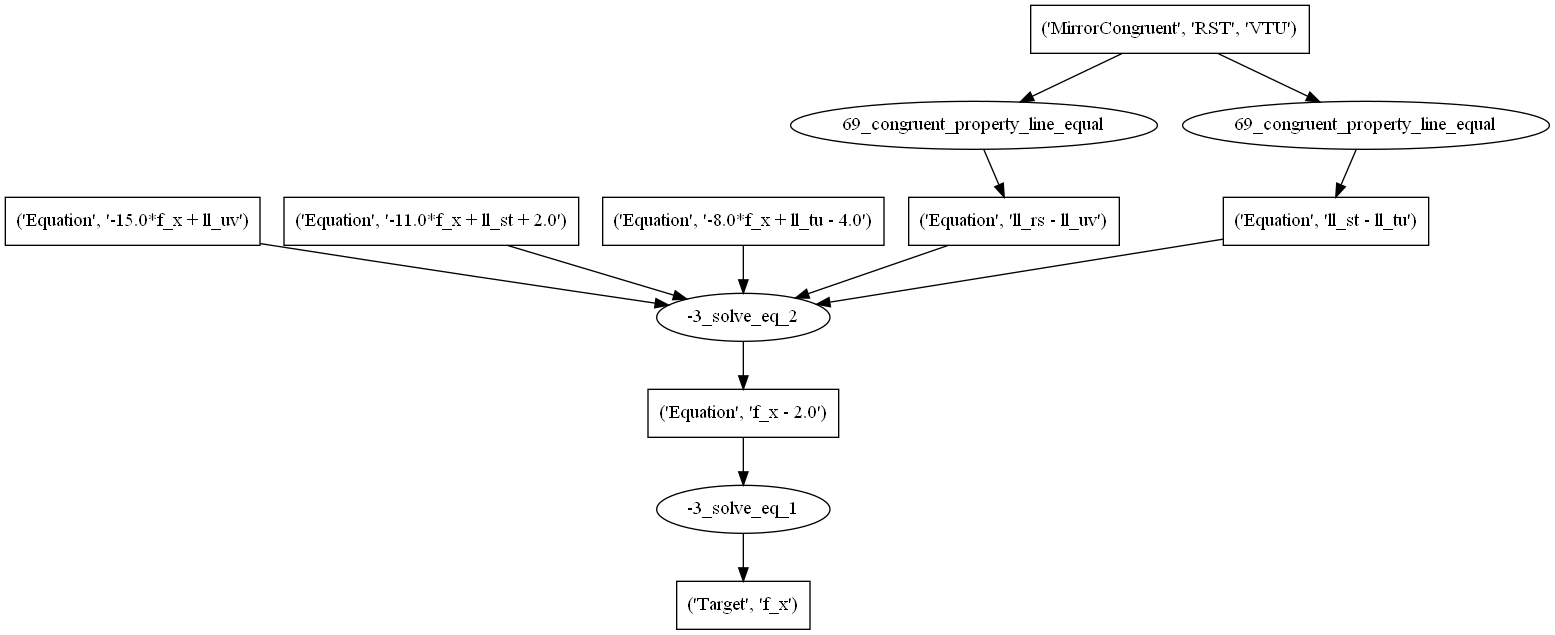 ('MirrorCongruent', 'RST', 'VTU')
69_congruent_property_line_equal
69_congruent_property_line_equal
('Equation', '-15.0*f_x + ll_uv')
('Equation', '-11.0*f_x + ll_st + 2.0')
('Equation', '-8.0*f_x + ll_tu - 4.0')
('Equation', 'll_rs - ll_uv')
('Equation', 'll_st - ll_tu')
-3_solve_eq_2
('Equation', 'f_x - 2.0')
-3_solve_eq_1
('Target', 'f_x')